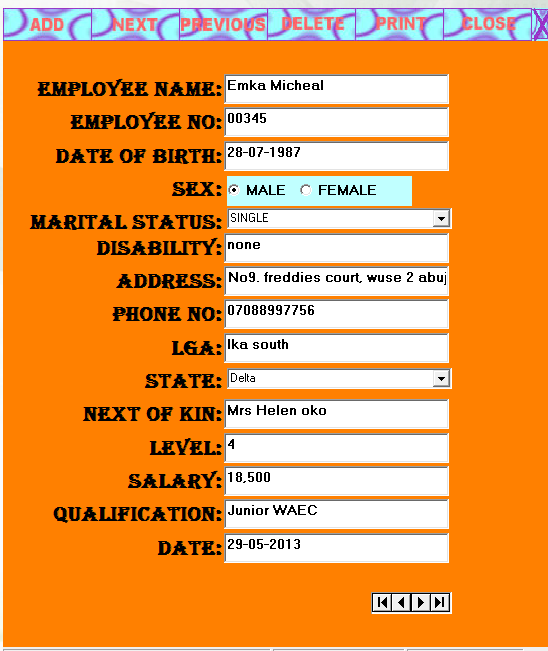 ADD NEXT PREVIOUS DELETE PRINT CLOSE X
EMPLOYEE NAME: Emka Micheal
EMPLOYEE NO: 00345
DATE OF BIRTH: 28-07-1987
SEX: MALE FEMALE
MARITAL STATUS: SINGLE
DISABILITY: none
ADDRESS: No9. freddies court, wuse 2 abuj
PHONE NO: 07088997756
LGA: Ika south
STATE: Delta
NEXT OF KIN: Mrs Helen oko
LEVEL: 4
SALARY: 18,500
QUALIFICATION: Junior WAEC
DATE: 29-05-2013